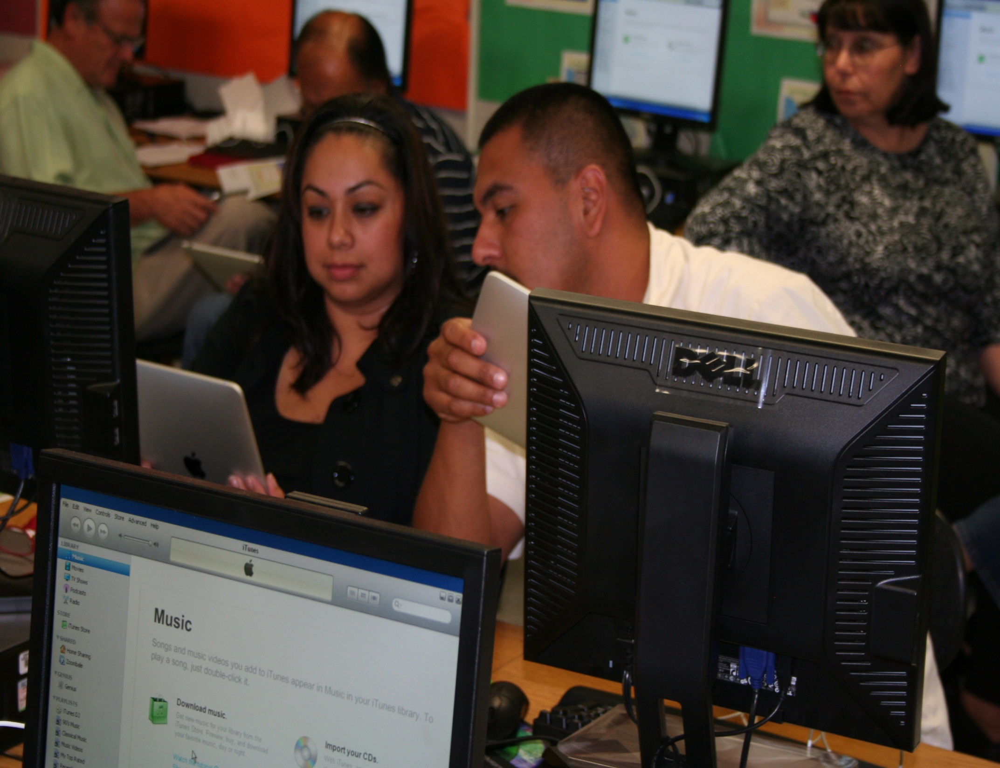 DELL
File Edit View Controls Store Advanced Help
iTunes
LIBRARY
Music
Movies
TV Shows
Podcasts
Radio
STORE
iTunes Store
SHARED
Home Sharing
Zoombale
GENIUS
Genius
PLAYLISTS
iTunes DJ
90's Music
Classical Music
Music Videos
My Top Rated
Music
Songs and music videos you add to iTunes appear in Music in your iTunes library. To
play a song, just double-click it.
Download music.
Get new music for your library from the
iTunes Store. Preview, buy, and download
your favorite music, day or night.
Watch
Import your CDs.
With iTunes,